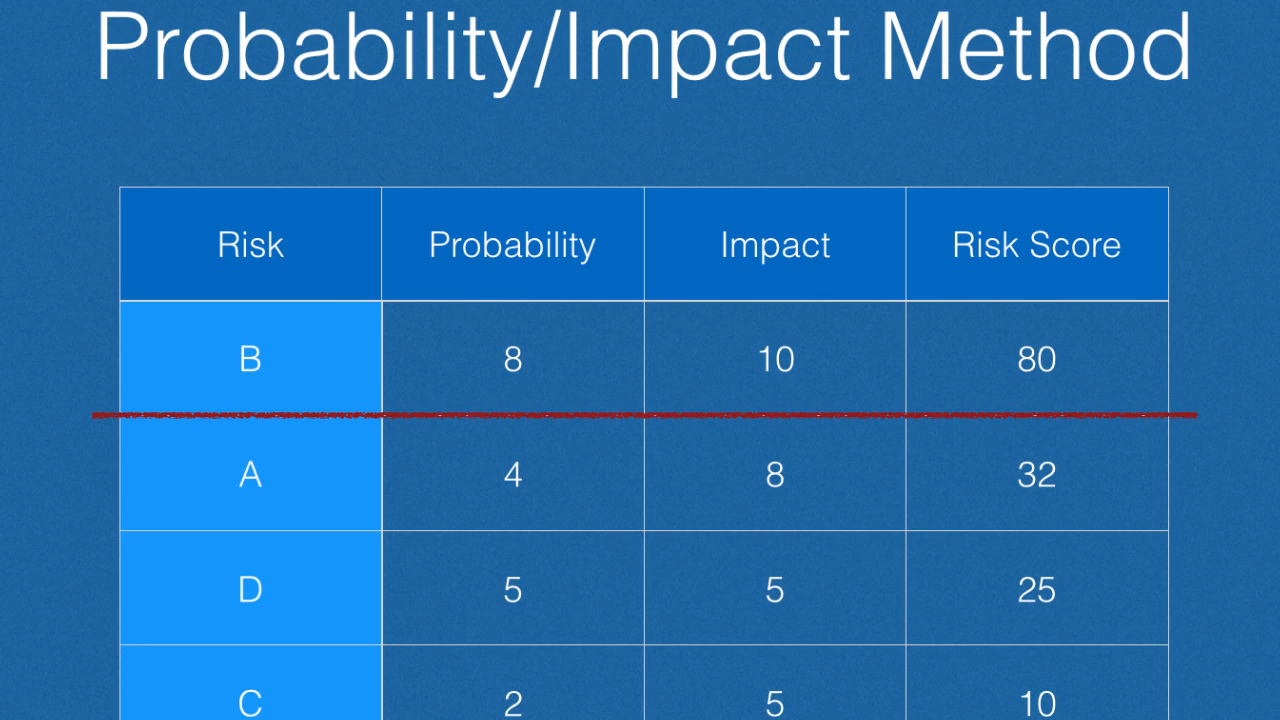 Probability/Impact Method
Risk Probability Impact Risk Score
B 8 10 80
A 4 8 32
D 5 5 25
C 2 5 10